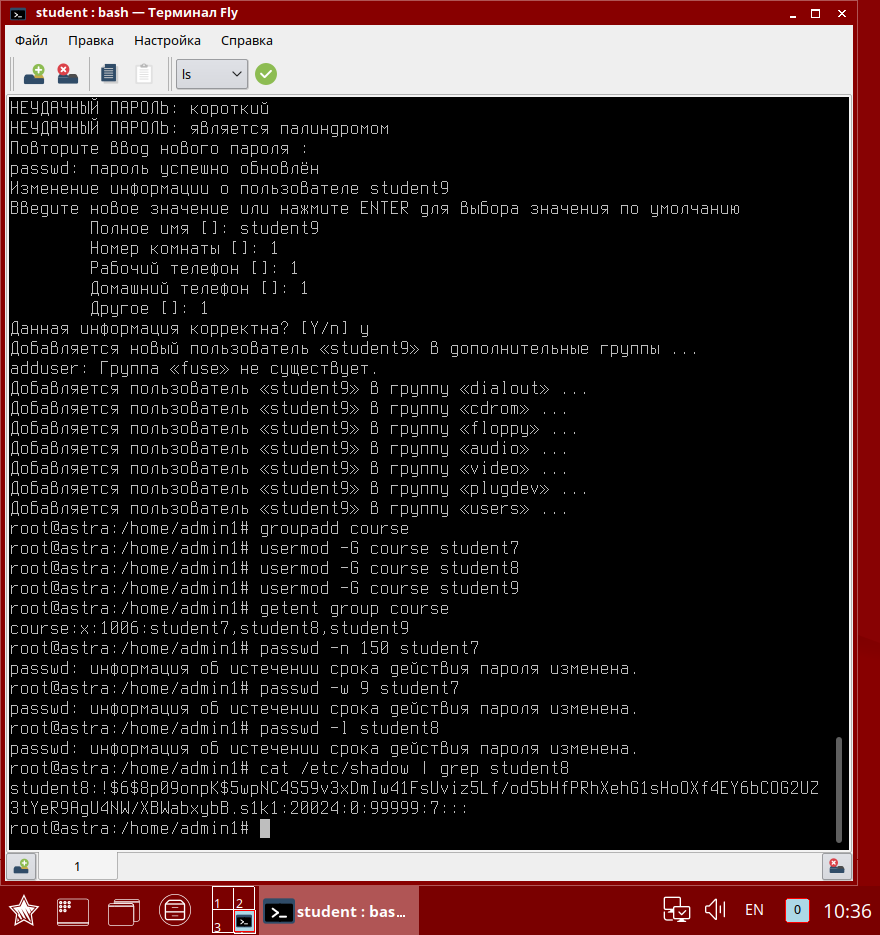 student : bash — Терминал Fly
Файл Правка Настройка Справка
ls
НЕУДАЧНЫЙ ПАРОЛЬ: короткий
НЕУДАЧНЫЙ ПАРОЛЬ: является палиндромом
Повторите ввод нового пароля :
passwd: пароль успешно обновлён
Изменение информации о пользователе student9
Введите новое значение или нажмите ENTER для выбора значения по умолчанию
Полное имя []: student9
Номер комнаты []: 1
Рабочий телефон []: 1
Домашний телефон []: 1
Другое []: 1
Данная информация корректна? [Y/n] y
Добавляется новый пользователь «student9» в дополнительные группы ...
adduser: Группа «fuse» не существует.
Добавляется пользователь «student9» в группу «dialout» ...
Добавляется пользователь «student9» в группу «cdrom» ...
Добавляется пользователь «student9» в группу «floppy» ...
Добавляется пользователь «student9» в группу «audio» ...
Добавляется пользователь «student9» в группу «video» ...
Добавляется пользователь «student9» в группу «plugdev» ...
Добавляется пользователь «student9» в группу «users» ...
root@astra:/home/admin1# groupadd course
root@astra:/home/admin1# usermod -G course student7
root@astra:/home/admin1# usermod -G course student8
root@astra:/home/admin1# usermod -G course student9
root@astra:/home/admin1# getent group course
course:x:1006:student7,student8,student9
root@astra:/home/admin1# passwd -n 150 student7
passwd: информация об истечении срока действия пароля изменена.
root@astra:/home/admin1# passwd -w 9 student7
passwd: информация об истечении срока действия пароля изменена.
root@astra:/home/admin1# passwd -l student8
passwd: информация об истечении срока действия пароля изменена.
root@astra:/home/admin1# cat /etc/shadow | grep student8
student8:!$6$8p09onpK$5wpNC4S59v3xDmIw41FsUviz5Lf/od5bHfPRhXehG1sHoOXf4EY6bCOG2UZ
3tYeR9AgU4NW/XBWabxybB.s1k1:20024:0:99999:7:::
root@astra:/home/admin1#
1
1 2
3
student : bas...
EN
0
10:36